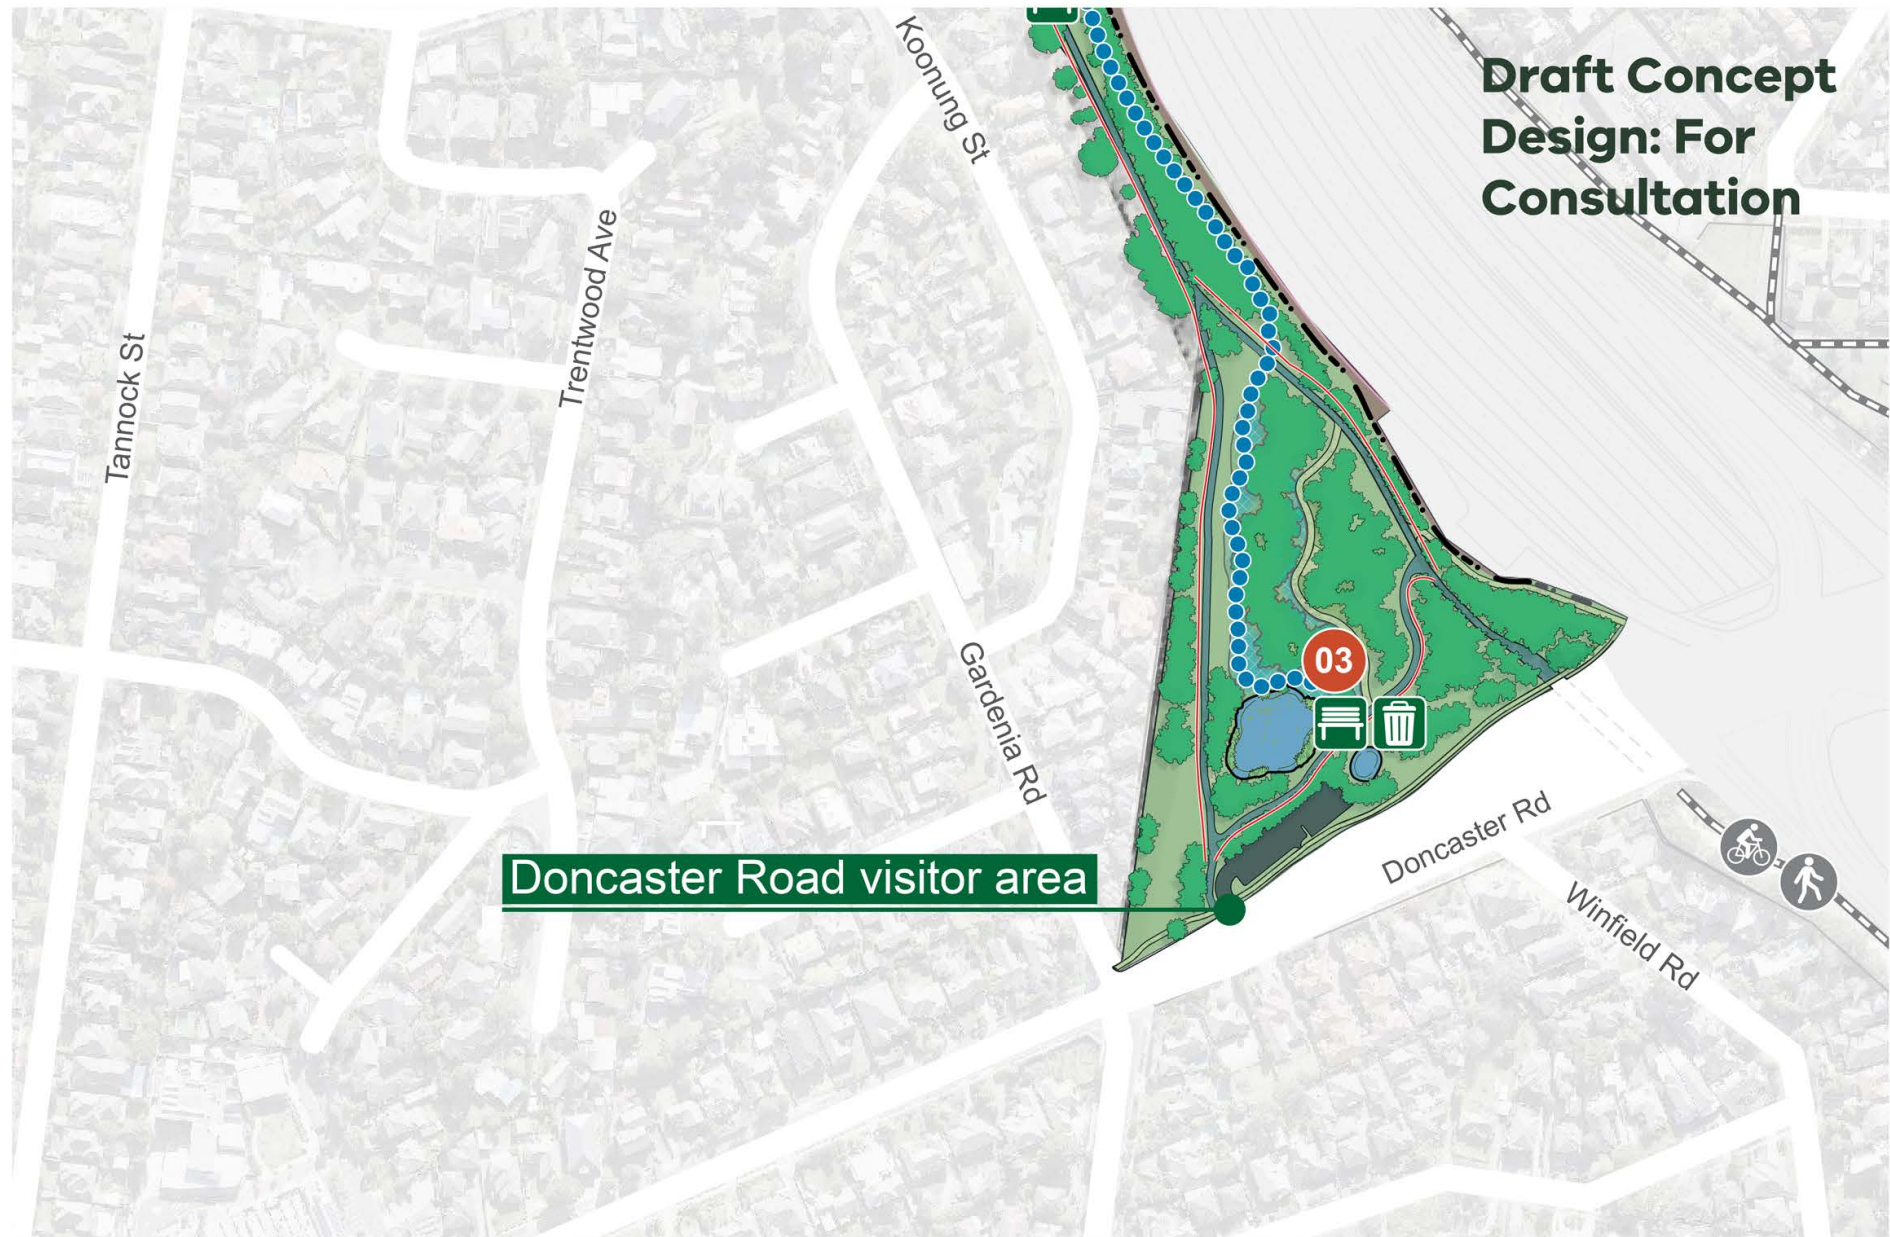 Draft Concept
Design: For
Consultation
Koonung St
Trentwood Ave
Tannock St
Gardenia Rd
03
Doncaster Rd
Doncaster Road visitor area
Winfield Rd